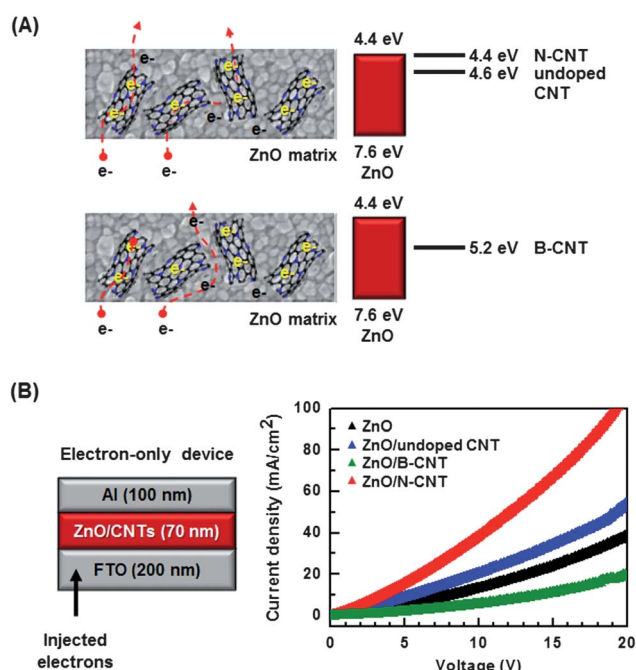 (A)
e-
e-
e-
e-
e-
e-
e-
e-
e-
e-
ZnO matrix
4.4 eV
7.6 eV
ZnO
4.4 eV N-CNT
4.6 eV undoped
CNT
e-
e-
e-
e-
e-
e-
e-
e-
e-
e-
ZnO matrix
4.4 eV
7.6 eV
ZnO
5.2 eV B-CNT
(B)
Electron-only device
Al (100 nm)
ZnO/CNTs (70 nm)
FTO (200 nm)
Injected
electrons
Current density (mA/cm²)
100
80
60
40
20
0
ZnO
ZnO/undoped CNT
ZnO/B-CNT
ZnO/N-CNT
0 5 10 15 20
Voltage (V)